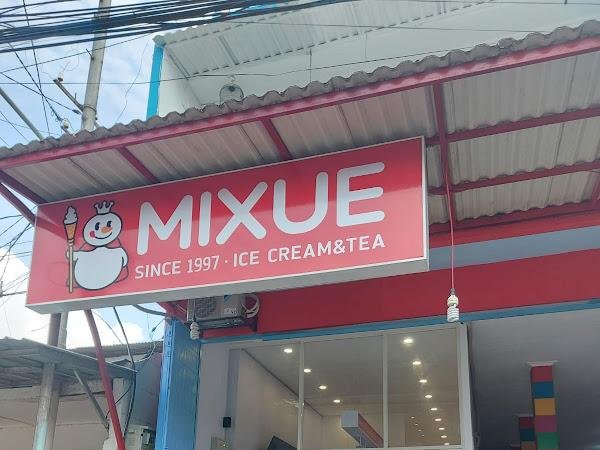 MIXUE
SINCE 1997 · ICE CREAM&TEA